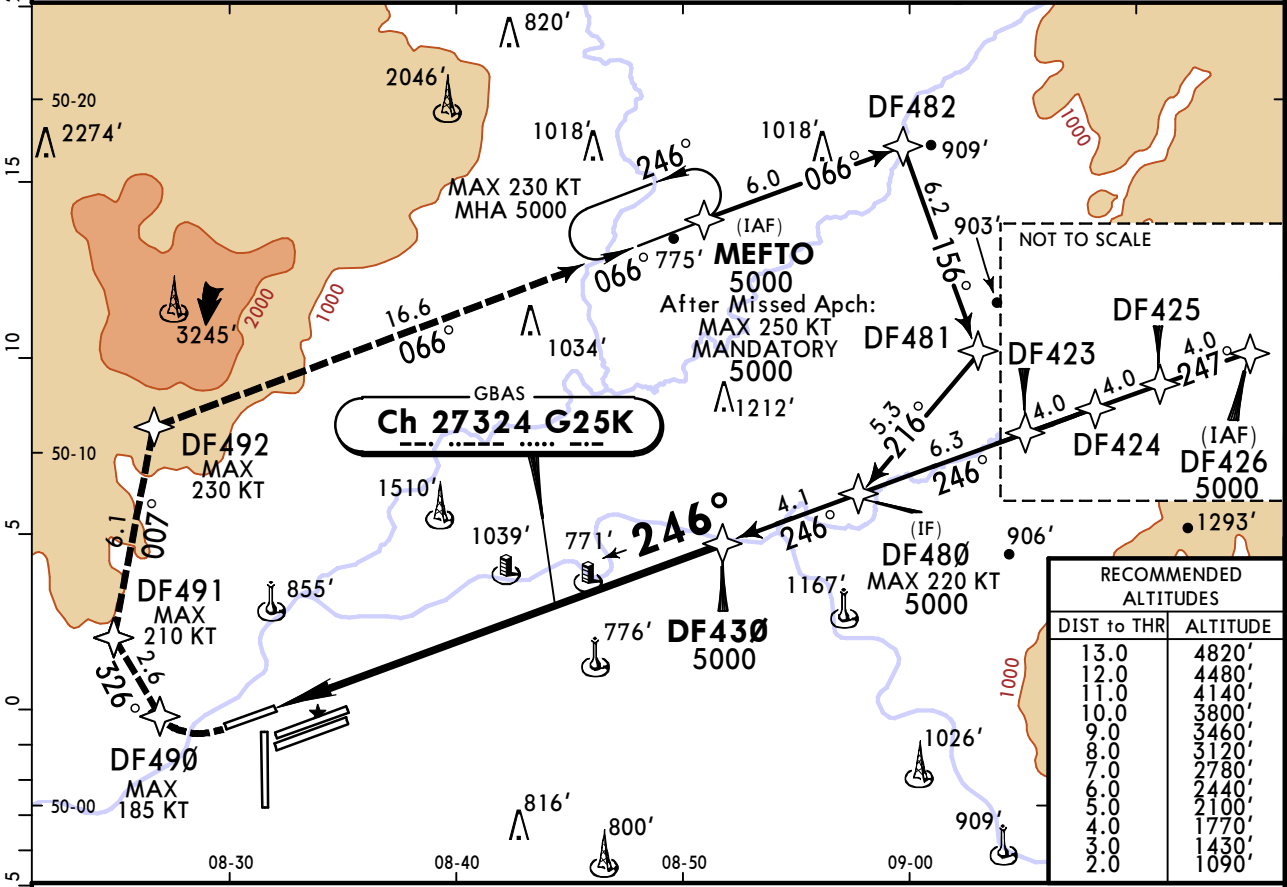 820'
2046'
50-20
2274'
1018'
1018'
DF482
909'
1000
15
246°
MAX 230 KT
MHA 5000
6.0
066°
6.2
156°
903'
NOT TO SCALE
(IAF)
MEFTO
5000
066°
775'
After Missed Apch:
MAX 250 KT
MANDATORY
5000
3245'
2000
1000
16.6
066°
1034'
1212'
DF481
DF423
DF425
10
GBAS
Ch 27324 G25K
5.3
216°
6.3
246°
4.0
4.0
4.0
247°
DF424
(IAF)
DF426
5000
DF492
MAX
230 KT
50-10
1510'
1039'
771'
246°
4.1
246°
(IF)
DF48Ø
MAX 220 KT
5000
906'
1293'
5
6.1
007°
DF491
MAX
210 KT
855'
776'
DF43Ø
5000
1167'
1000
2.6
326°
0
DF49Ø
MAX
185 KT
1026'
50-00
816'
800'
909'
5
08-30
08-40
08-50
09-00
RECOMMENDED
ALTITUDES
DIST to THR ALTITUDE
13.0 4820'
12.0 4480'
11.0 4140'
10.0 3800'
9.0 3460'
8.0 3120'
7.0 2780'
6.0 2440'
5.0 2100'
4.0 1770'
3.0 1430'
2.0 1090'